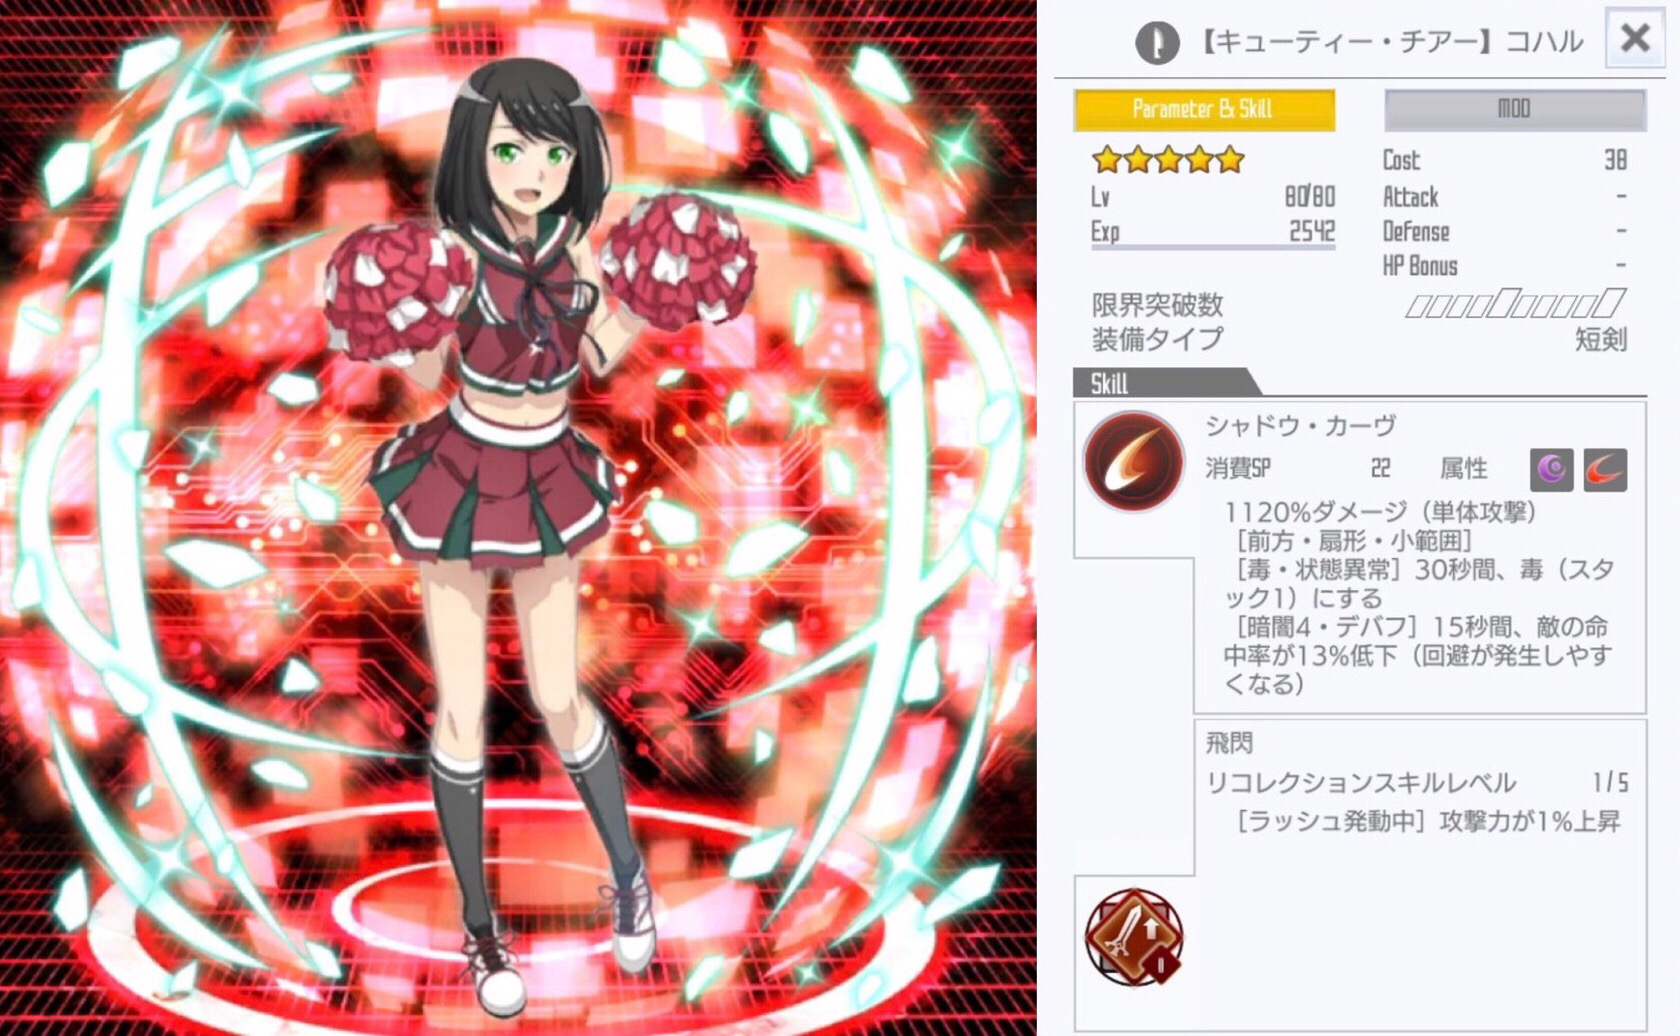 【キューティー・チアー】コハル
Parameter & Skill
MOD
Lv 80/80
Exp 2542
Cost 38
Attack -
Defense -
HP Bonus -
限界突破数
装備タイプ 短剣
Skill
シャドウ・カーヴ
消費SP 22 属性
1120%ダメージ（単体攻撃）
［前方・扇形・小範囲］
［毒・状態異常］30秒間、毒（スタ
ック1）にする
［暗闇4・デバフ］15秒間、敵の命
中率が13%低下（回避が発生しやす
くなる）
飛閃
リコレクションスキルレベル 1/5
［ラッシュ発動中］攻撃力が1%上昇
I